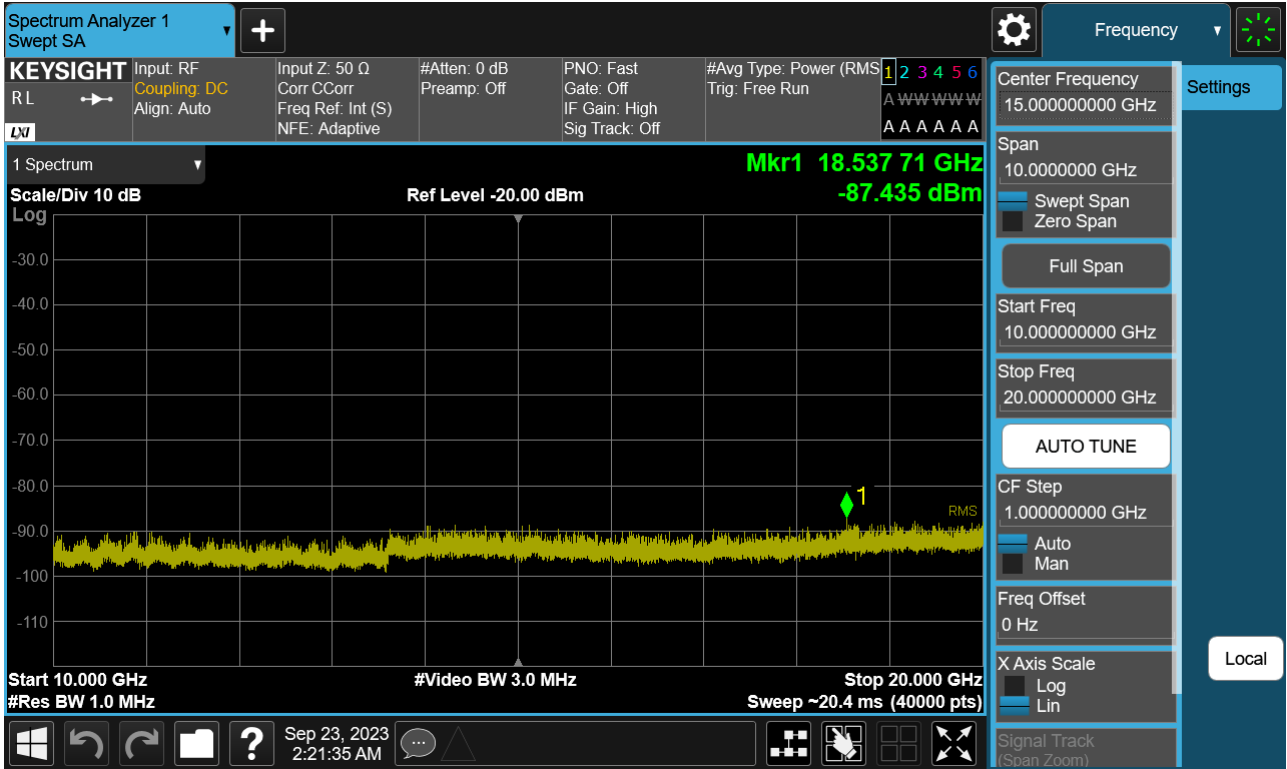 Spectrum Analyzer 1
Swept SA
+
Frequency
KEYSIGHT
R L
LXI
Input: RF
Coupling: DC
Align: Auto
Input Z: 50 Ω
Corr CCorr
Freq Ref: Int (S)
NFE: Adaptive
#Atten: 0 dB
Preamp: Off
PNO: Fast
Gate: Off
IF Gain: High
Sig Track: Off
#Avg Type: Power (RMS
Trig: Free Run
1 2 3 4 5 6
A W W W W W
A A A A A A
1 Spectrum
Mkr1 18.537 71 GHz
-87.435 dBm
Scale/Div 10 dB
Ref Level -20.00 dBm
Log
-30.0
-40.0
-50.0
-60.0
-70.0
-80.0
-90.0
-100
-110
1
RMS
Start 10.000 GHz
#Video BW 3.0 MHz
Stop 20.000 GHz
#Res BW 1.0 MHz
Sweep ~20.4 ms (40000 pts)
?
Sep 23, 2023
2:21:35 AM
Center Frequency
15.000000000 GHz
Span
10.0000000 GHz
Swept Span
Zero Span
Full Span
Start Freq
10.000000000 GHz
Stop Freq
20.000000000 GHz
AUTO TUNE
CF Step
1.000000000 GHz
Auto
Man
Freq Offset
0 Hz
X Axis Scale
Log
Lin
Signal Track
(Span Zoom)
Settings
Local